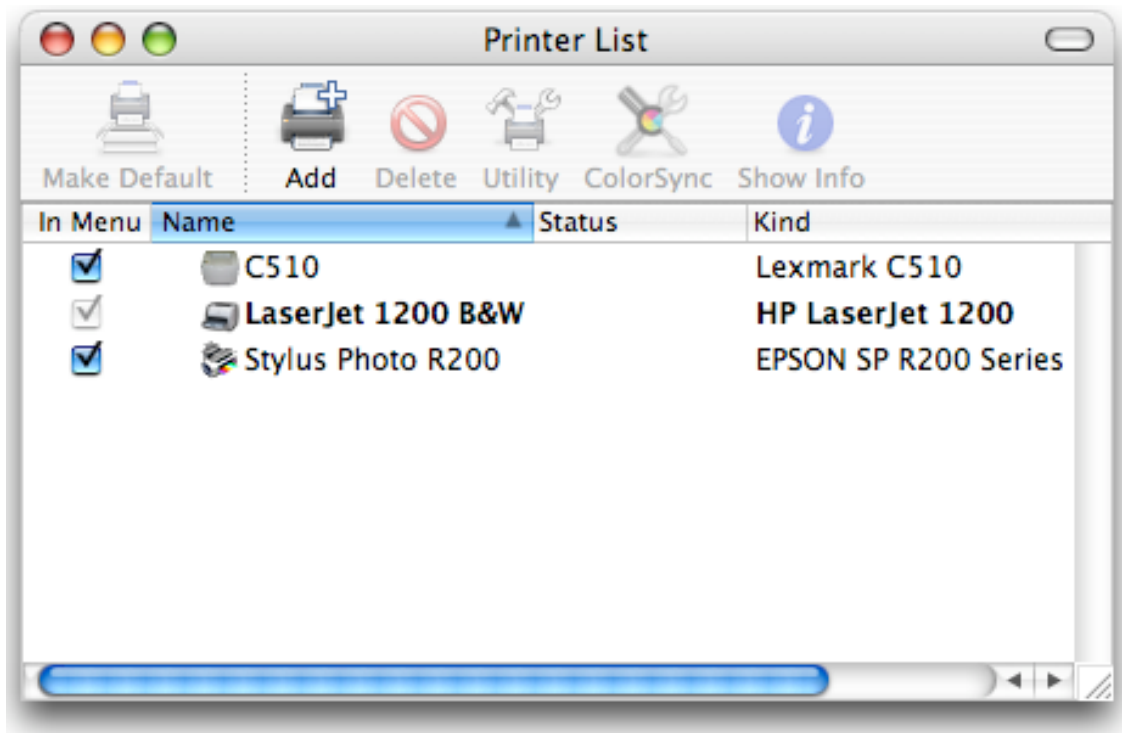 Printer List
Make Default Add Delete Utility ColorSync Show Info
In Menu Name Status Kind
C510 Lexmark C510
LaserJet 1200 B&W HP LaserJet 1200
Stylus Photo R200 EPSON SP R200 Series